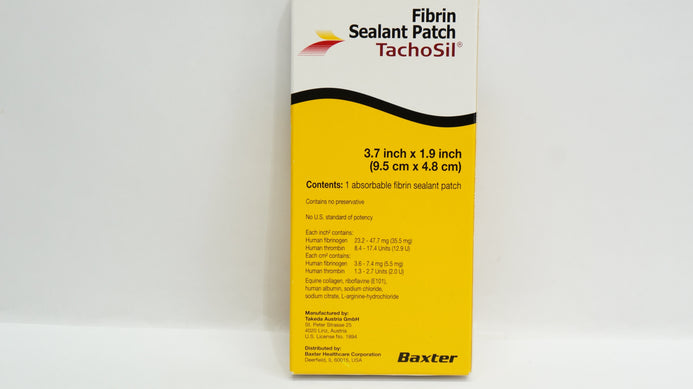 Fibrin
Sealant Patch
TachoSil®
3.7 inch x 1.9 inch
(9.5 cm x 4.8 cm)
Contents: 1 absorbable fibrin sealant patch
Contains no preservative
No U.S. standard of potency
Each inch² contains:
Human fibrinogen 23.2 - 47.7 mg (35.5 mg)
Human thrombin 8.4 - 17.4 Units (12.9 U)
Each cm² contains:
Human fibrinogen 3.6 - 7.4 mg (5.5 mg)
Human thrombin 1.3 - 2.7 Units (2.0 U)
Equine collagen, riboflavine (E101),
human albumin, sodium chloride,
sodium citrate, L-arginine-hydrochloride
Manufactured by:
Takeda Austria GmbH
St. Peter Strasse 25
4020 Linz, Austria
U.S. License No. 1894
Distributed by:
Baxter Healthcare Corporation
Deerfield, IL 60015, USA
Baxter